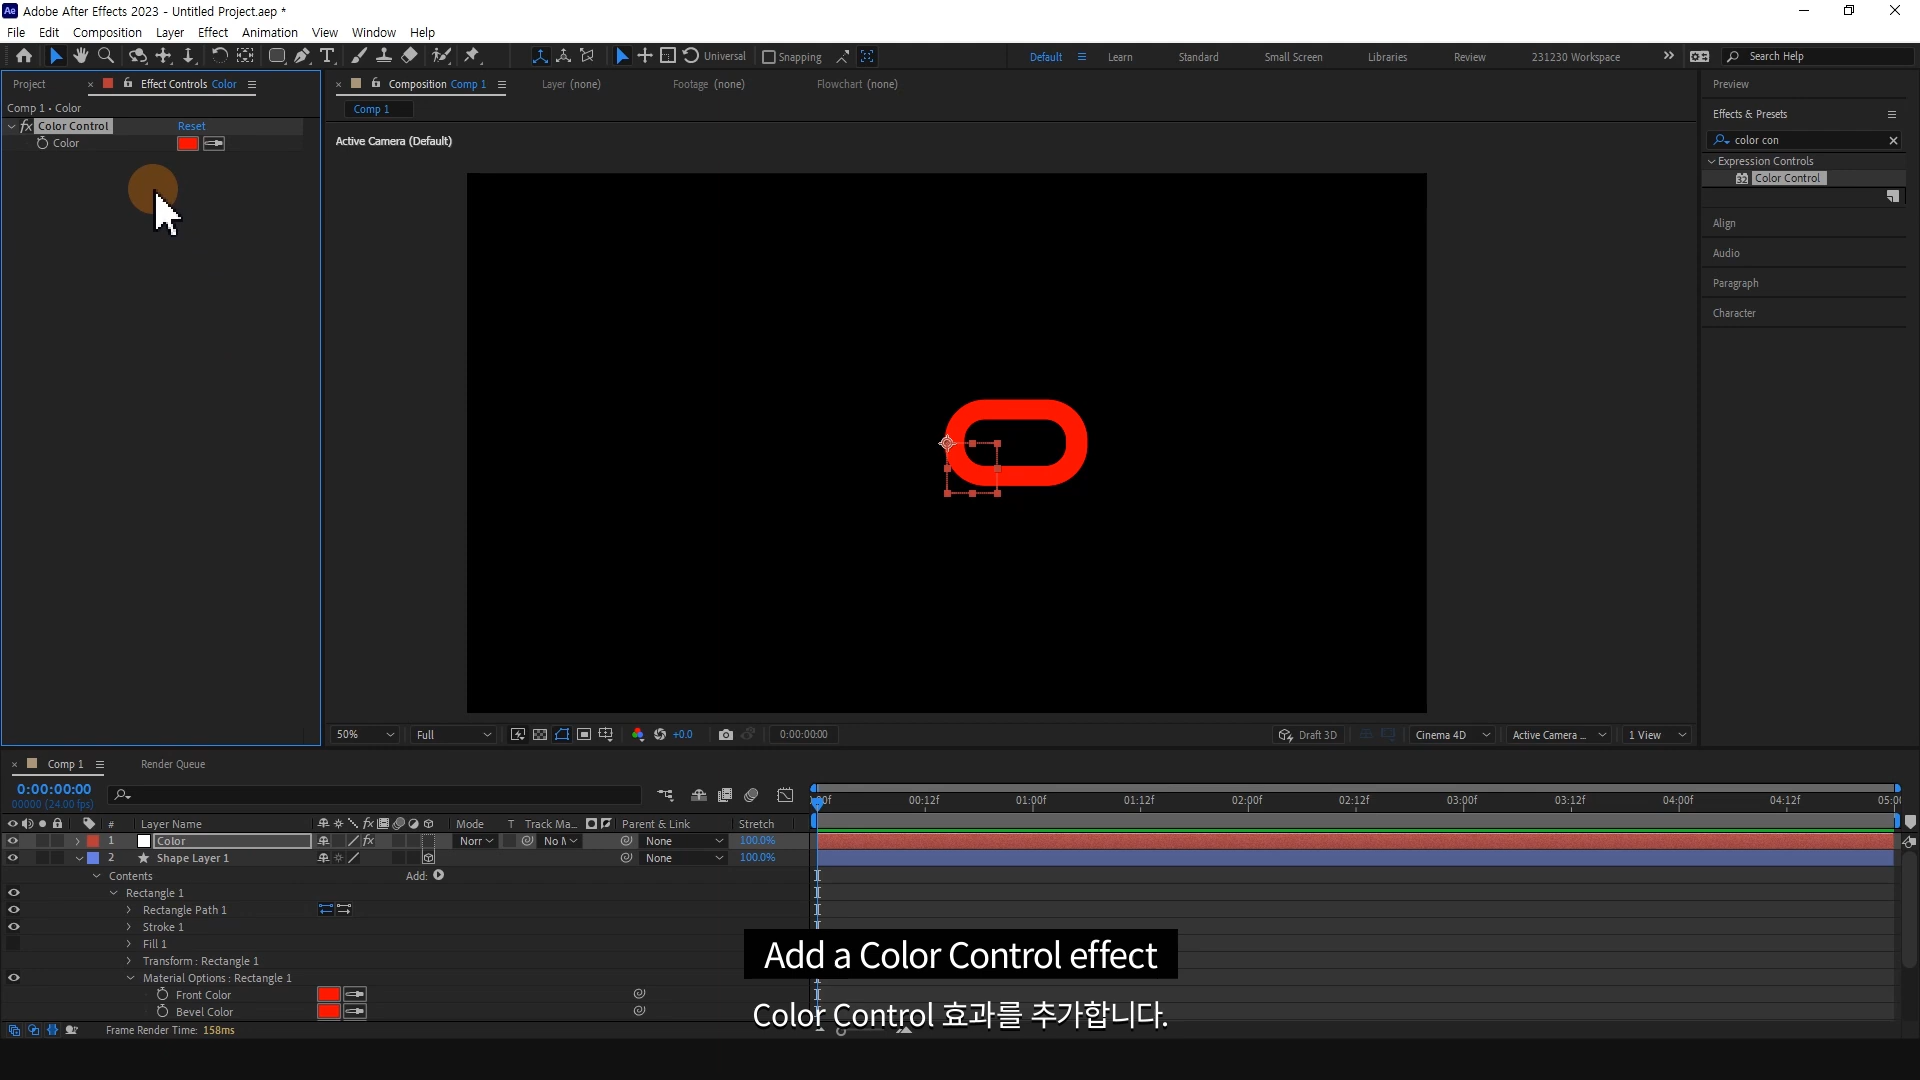 Ae Adobe After Effects 2023 - Untitled Project.aep *
File Edit Composition Layer Effect Animation View Window Help
Universal Snapping Default Learn Standard Small Screen Libraries Review 231230 Workspace Search Help
Project Effect Controls Color
Comp 1 • Color
fx Color Control Reset
Color
Composition Comp 1 Layer (none) Footage (none) Flowchart (none)
Comp 1
Active Camera (Default)
Preview
Effects & Presets
color con
Expression Controls
32 Color Control
Align
Audio
Paragraph
Character
50% Full +0.0 0:00:00:00 Draft 3D Cinema 4D Active Camera ... 1 View
Comp 1 Render Queue
0:00:00:00
00000 (24.00 fps)
:00f 00:12f 01:00f 01:12f 02:00f 02:12f 03:00f 03:12f 04:00f 04:12f 05:0
# Layer Name fx Mode T Track Ma... Parent & Link Stretch
1 Color fx Norr No M None 100.0%
2 Shape Layer 1 None 100.0%
Contents Add:
Rectangle 1
Rectangle Path 1
Stroke 1
Fill 1
Transform : Rectangle 1
Material Options : Rectangle 1
Front Color
Bevel Color
Frame Render Time: 158ms
Add a Color Control effect
Color Control 효과를 추가합니다.